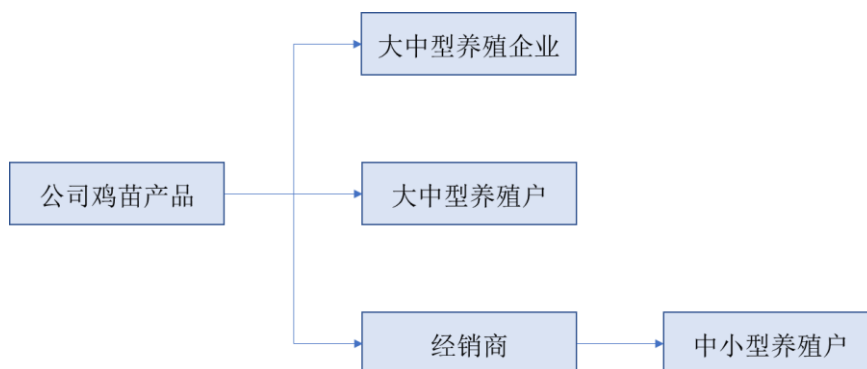 大中型养殖企业
公司鸡苗产品
大中型养殖户
经销商
中小型养殖户